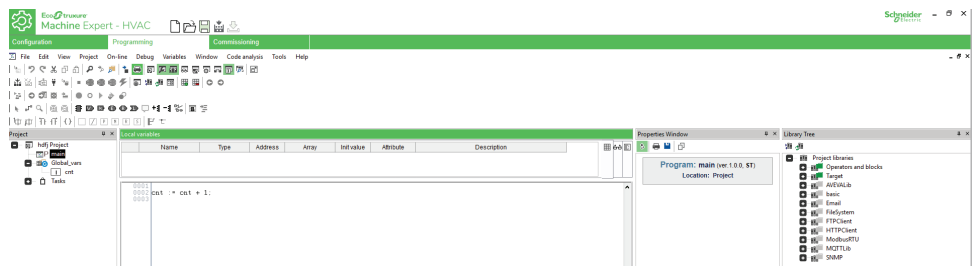 EcoStruxure
Machine Expert - HVAC
Schneider
Electric
Configuration Programming Commissioning
File Edit View Project On-line Debug Variables Window Code analysis Tools Help
Project
hdfj Project
main
Global_vars
cnt
Tasks
Local variables
Name Type Address Array Init value Attribute Description
0001
0002 cnt := cnt + 1;
0003
Properties Window
Program: main (ver.1.0.0, ST)
Location: Project
Library Tree
Project libraries
Operators and blocks
Target
AVEVALib
basic
Email
FileSystem
FTPClient
HTTPClient
ModbusRTU
MQTTLib
SNMP